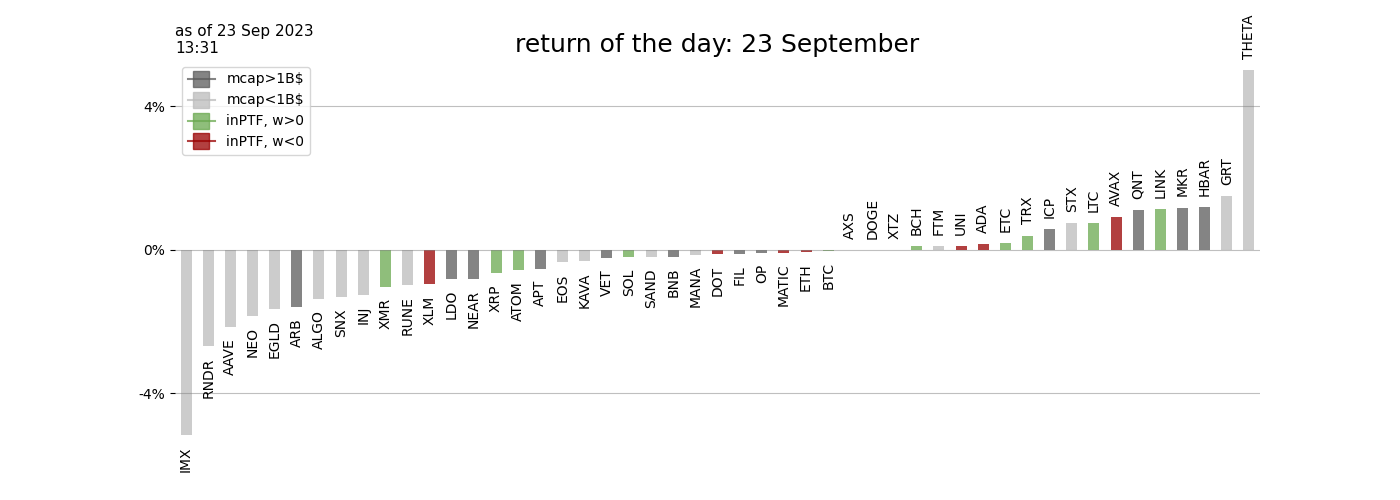 as of 23 Sep 2023
13:31
return of the day: 23 September
mcap>1B$
mcap<1B$
inPTF, w>0
inPTF, w<0
4%
0%
-4%
IMX
RNDR
AAVE
NEO
EGLD
ARB
ALGO
SNX
INJ
XMR
RUNE
XLM
LDO
NEAR
XRP
ATOM
APT
EOS
KAVA
VET
SOL
SAND
BNB
MANA
DOT
FIL
OP
MATIC
ETH
BTC
AXS
DOGE
XTZ
BCH
FTM
UNI
ADA
ETC
TRX
ICP
STX
LTC
AVAX
QNT
LINK
MKR
HBAR
GRT
THETA